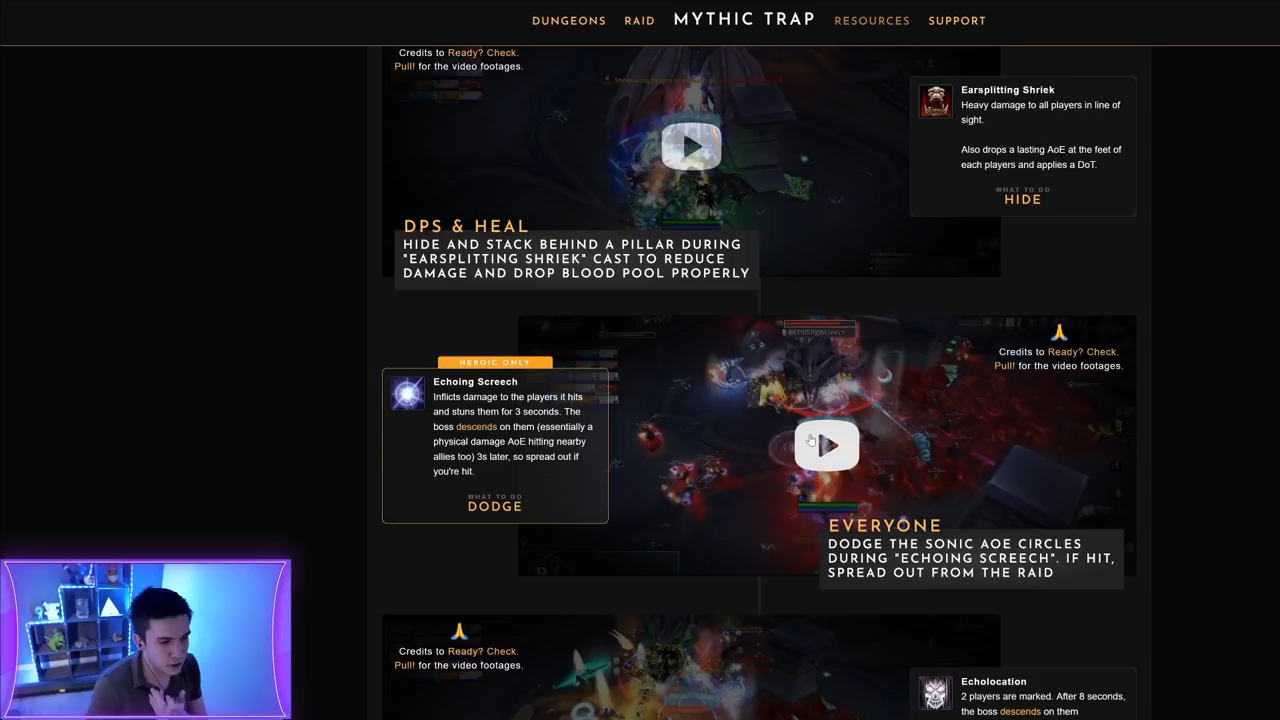 DUNGEONS RAID MYTHIC TRAP RESOURCES SUPPORT
Credits to Ready? Check.
Pull! for the video footages.
Earsplitting Shriek
Heavy damage to all players in line of
sight.
Also drops a lasting AoE at the feet of
each players and applies a DoT.
WHAT TO DO
HIDE
DPS & HEAL
HIDE AND STACK BEHIND A PILLAR DURING
"EARSPLITTING SHRIEK" CAST TO REDUCE
DAMAGE AND DROP BLOOD POOL PROPERLY
HEROIC ONLY
Echoing Screech
Inflicts damage to the players it hits
and stuns them for 3 seconds. The
boss descends on them (essentially a
physical damage AoE hitting nearby
allies too) 3s later, so spread out if
you're hit.
WHAT TO DO
DODGE
Credits to Ready? Check.
Pull! for the video footages.
EVERYONE
DODGE THE SONIC AOE CIRCLES
DURING "ECHOING SCREECH". IF HIT,
SPREAD OUT FROM THE RAID
Credits to Ready? Check.
Pull! for the video footages.
Echolocation
2 players are marked. After 8 seconds,
the boss descends on them